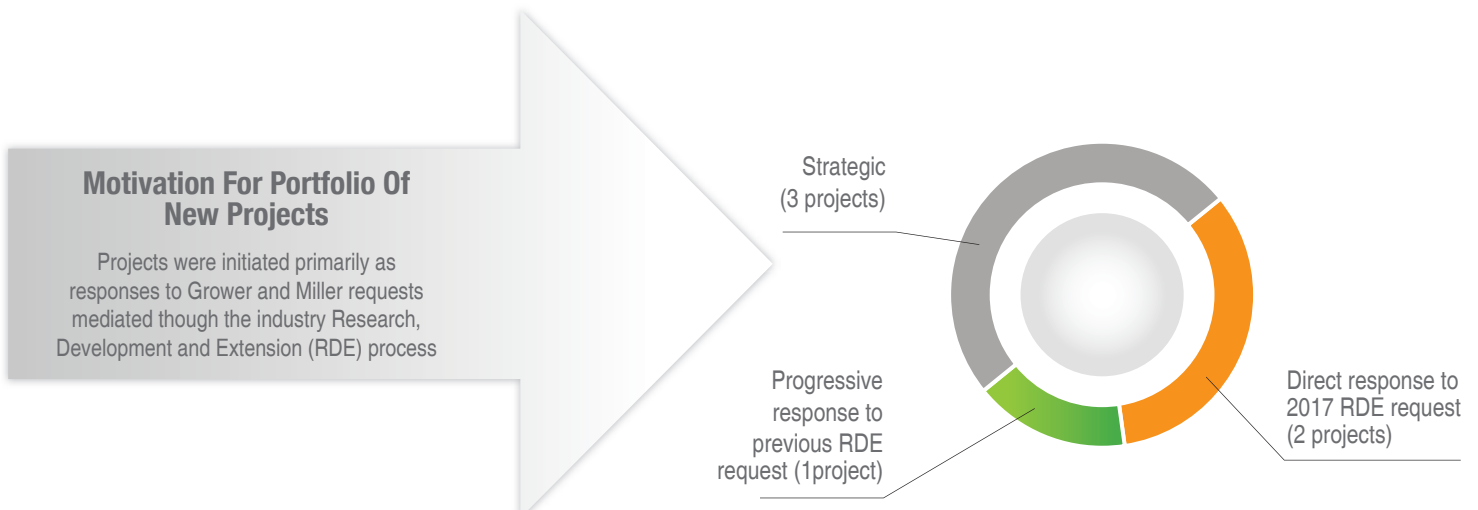 Motivation For Portfolio Of
New Projects
Projects were initiated primarily as
responses to Grower and Miller requests
mediated though the industry Research,
Development and Extension (RDE) process
Strategic
(3 projects)
Progressive
response to
previous RDE
request (1project)
Direct response to
2017 RDE request
(2 projects)